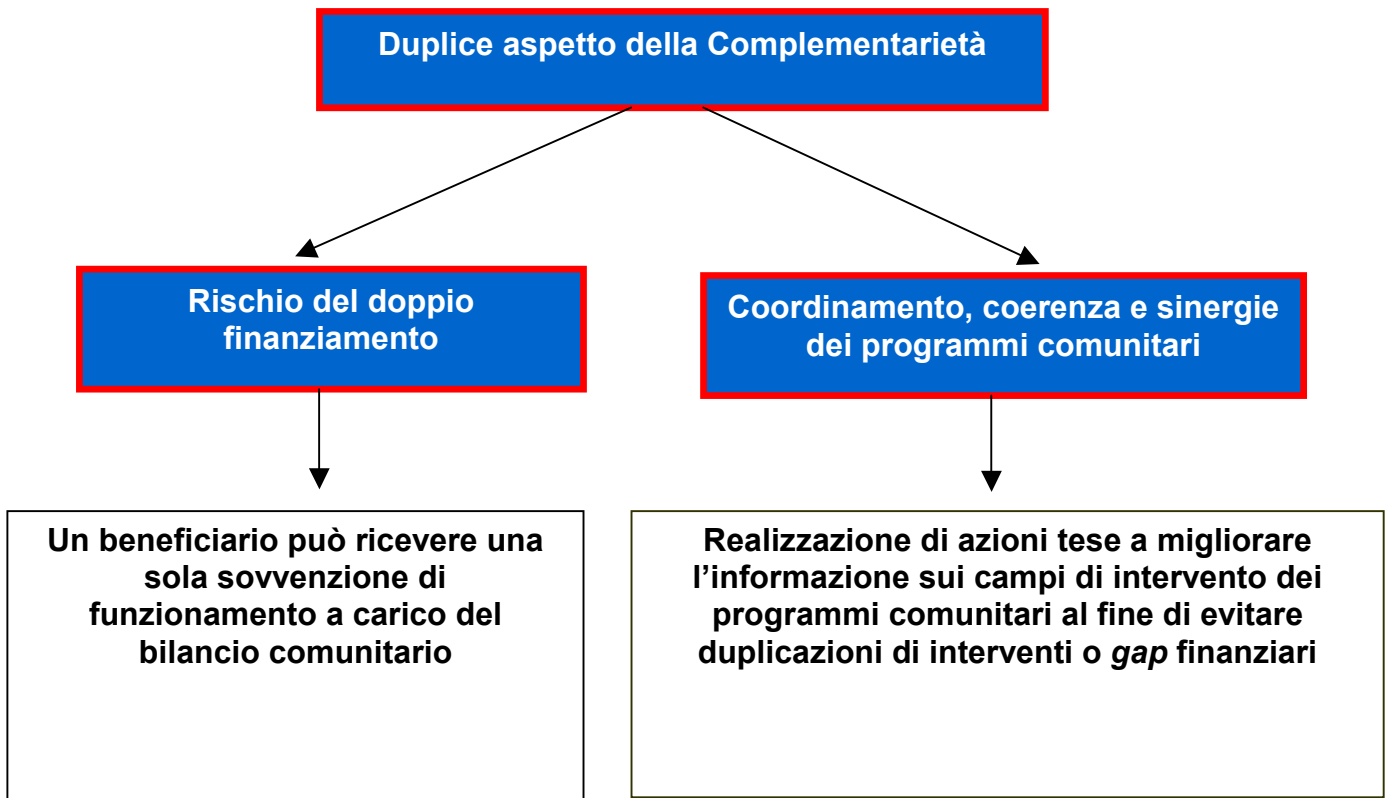 Duplice aspetto della Complementarietà
Rischio del doppio
finanziamento
Coordinamento, coerenza e sinergie
dei programmi comunitari
Un beneficiario può ricevere una
sola sovvenzione di
funzionamento a carico del
bilancio comunitario
Realizzazione di azioni tese a migliorare
l’informazione sui campi di intervento dei
programmi comunitari al fine di evitare
duplicazioni di interventi o gap finanziari